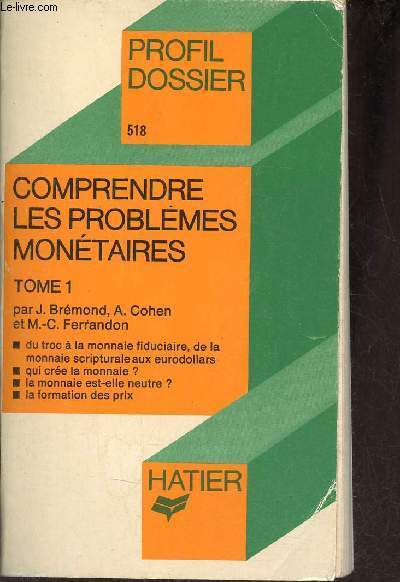 Le-livre.com
PROFIL
DOSSIER
518
COMPRENDRE
LES PROBLÈMES
MONÉTAIRES
TOME 1
par J. Brémond, A. Cohen
et M.-C. Ferrandon
■ du troc à la monnaie fiduciaire, de la
monnaie scripturale aux eurodollars
■ qui crée la monnaie ?
■ la monnaie est-elle neutre ?
■ la formation des prix
HATIER